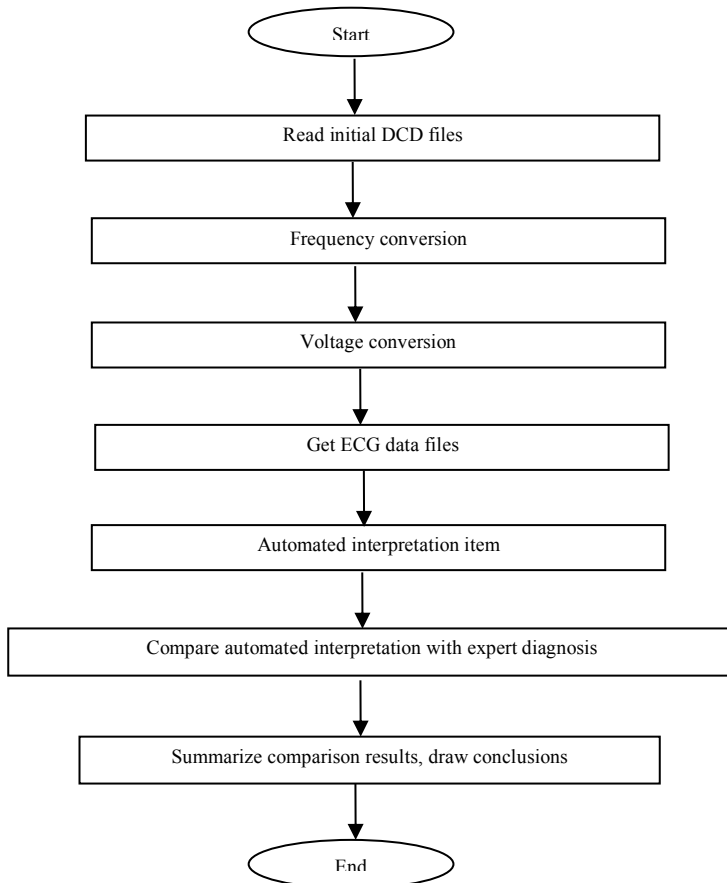 Start
Read initial DCD files
Frequency conversion
Voltage conversion
Get ECG data files
Automated interpretation item
Compare automated interpretation with expert diagnosis
Summarize comparison results, draw conclusions
End